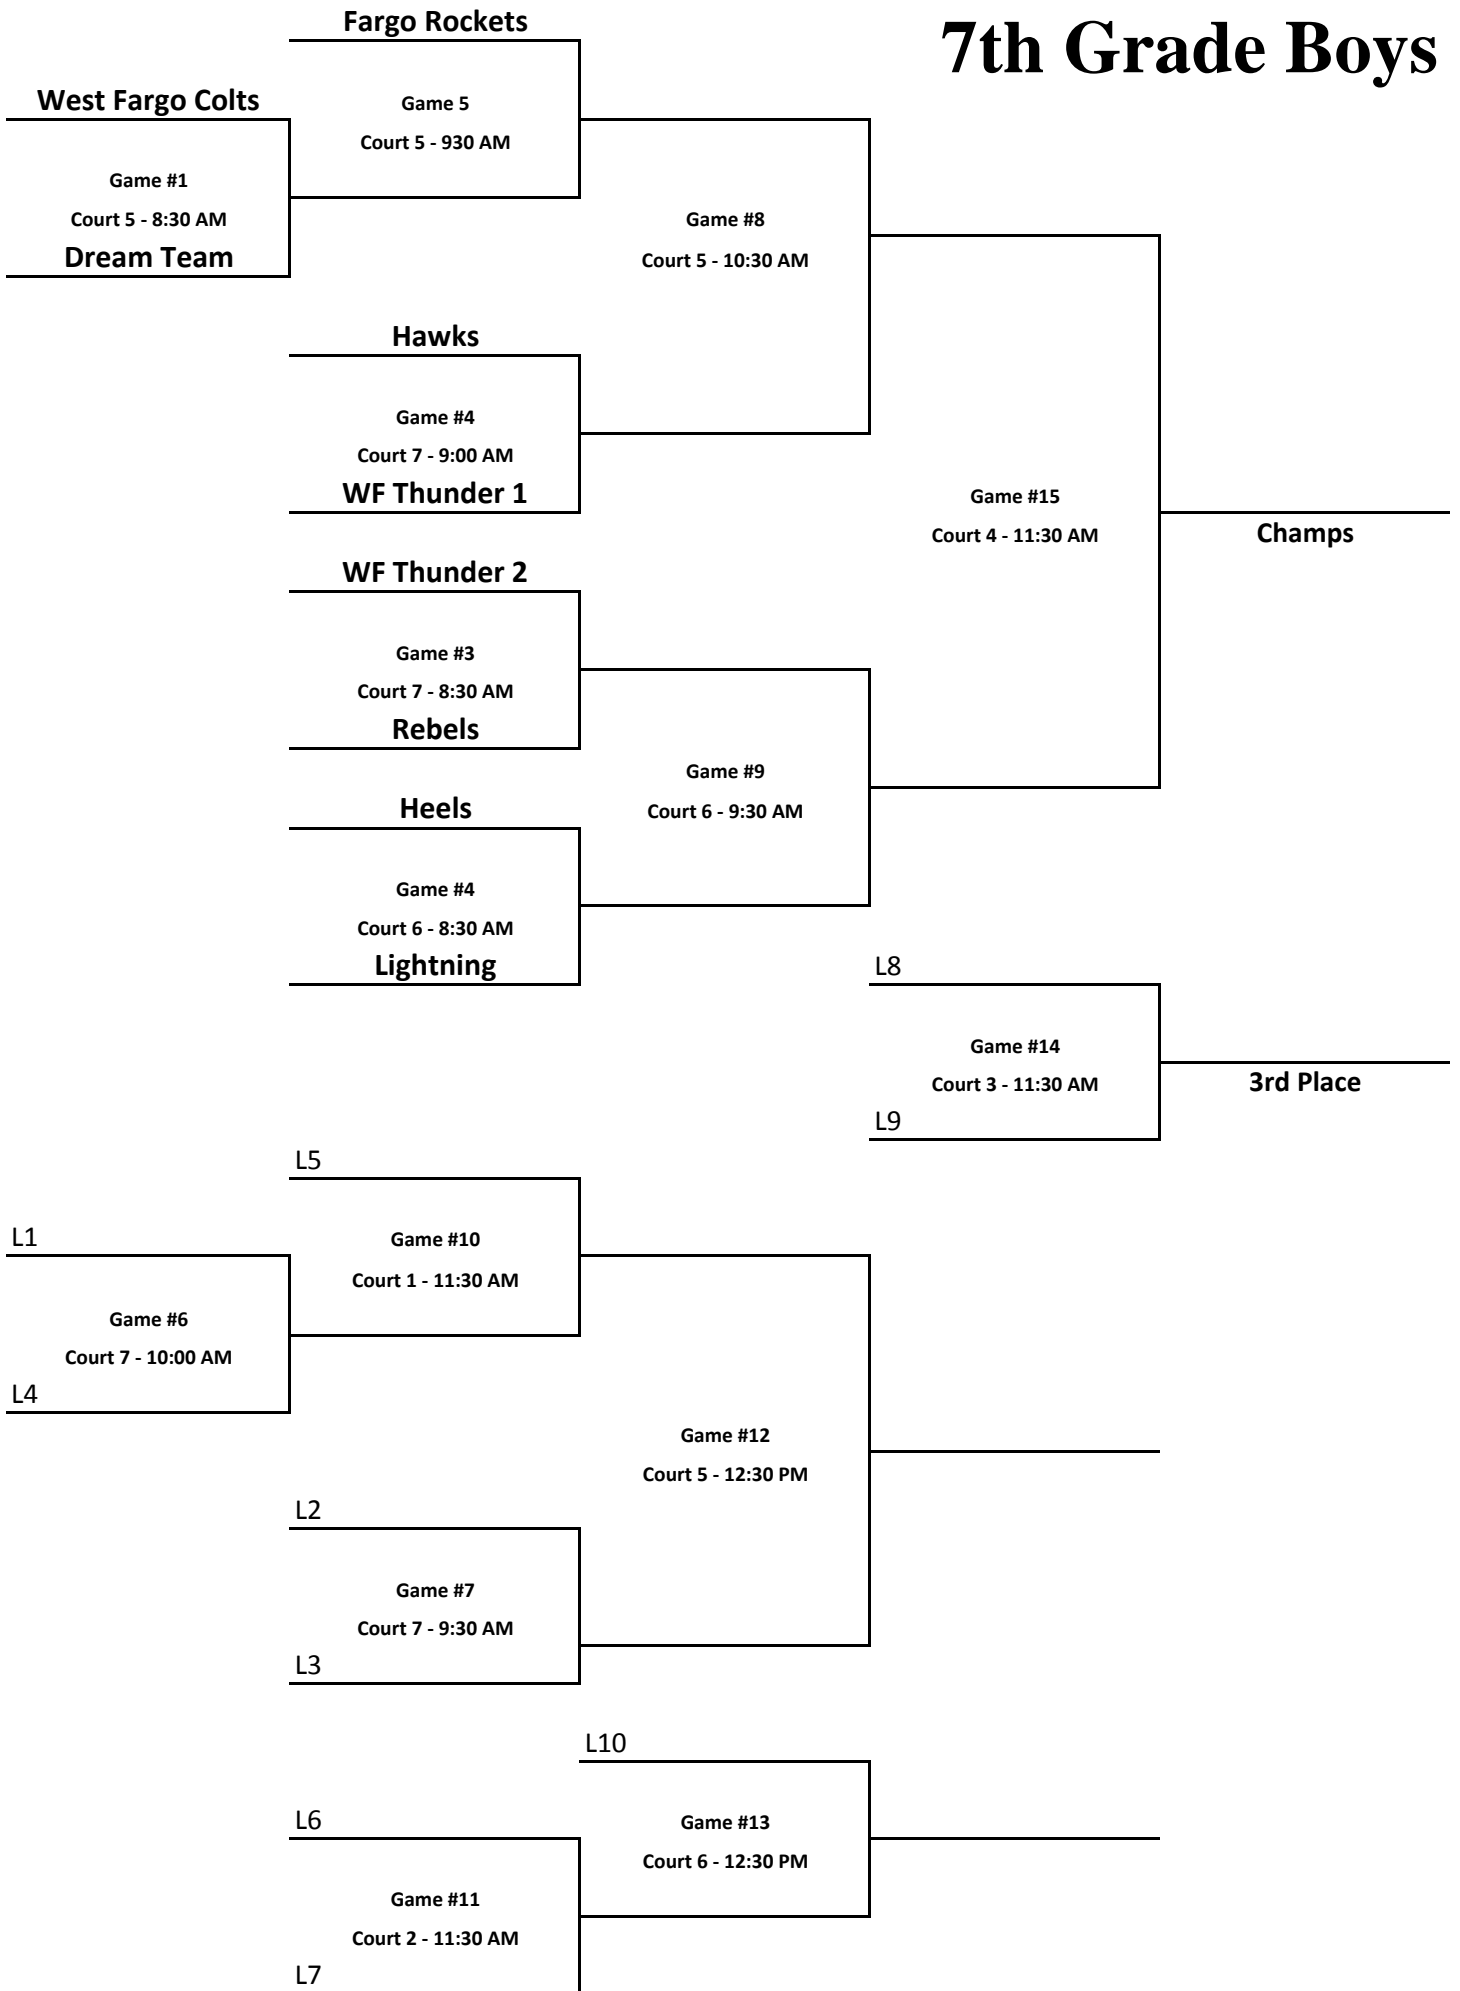 7th Grade Boys
Fargo Rockets
West Fargo Colts
Game 5
Court 5 - 930 AM
Game #1
Court 5 - 8:30 AM
Dream Team
Game #8
Court 5 - 10:30 AM
Hawks
Game #4
Court 7 - 9:00 AM
WF Thunder 1
Game #15
Court 4 - 11:30 AM
Champs
WF Thunder 2
Game #3
Court 7 - 8:30 AM
Rebels
Game #9
Court 6 - 9:30 AM
Heels
Game #4
Court 6 - 8:30 AM
Lightning
L8
Game #14
Court 3 - 11:30 AM
3rd Place
L9
L5
L1
Game #10
Court 1 - 11:30 AM
Game #6
Court 7 - 10:00 AM
L4
Game #12
Court 5 - 12:30 PM
L2
Game #7
Court 7 - 9:30 AM
L3
L10
L6
Game #13
Court 6 - 12:30 PM
Game #11
Court 2 - 11:30 AM
L7